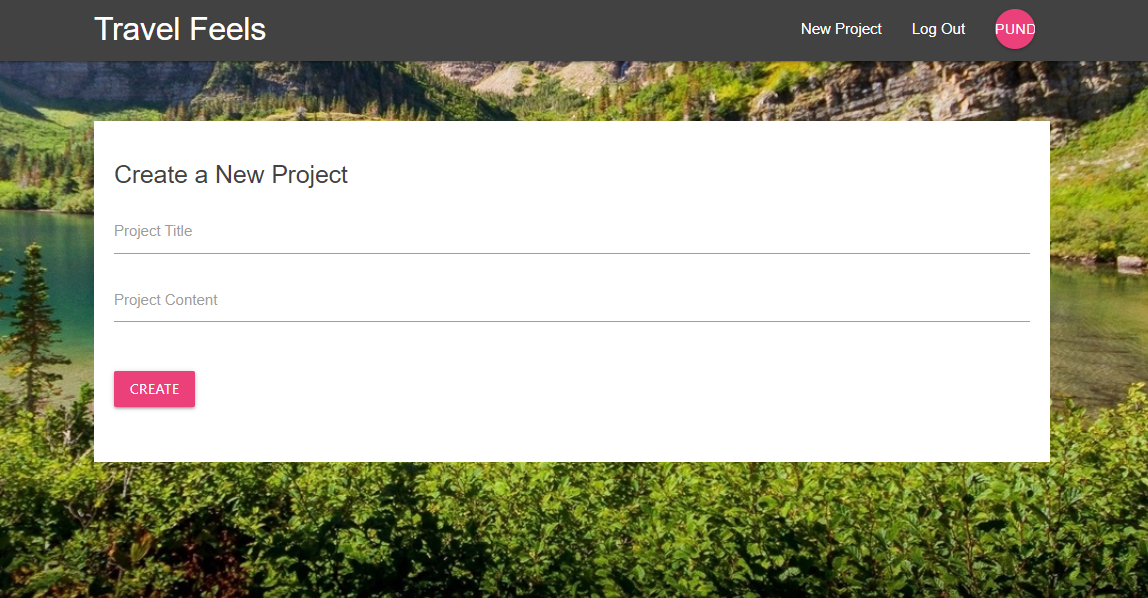 Travel Feels
New Project
Log Out
PUND
Create a New Project
Project Title
Project Content
CREATE